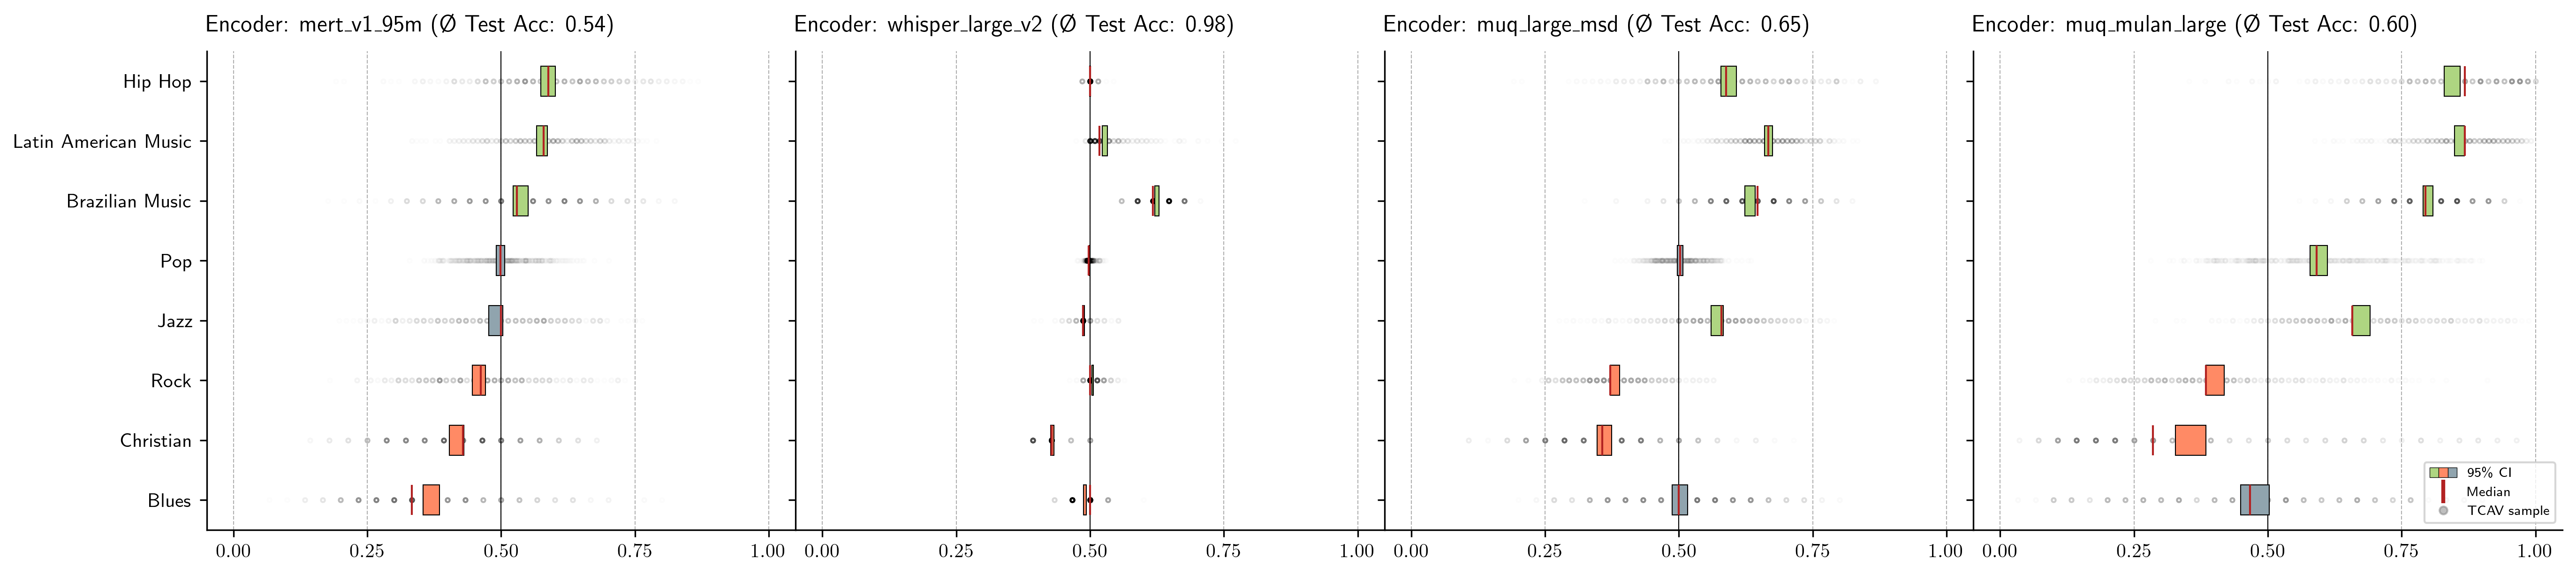 Encoder: mert_v1_95m (Ø Test Acc: 0.54)
Encoder: whisper_large_v2 (Ø Test Acc: 0.98)
Encoder: muq_large_msd (Ø Test Acc: 0.65)
Encoder: muq_mulan_large (Ø Test Acc: 0.60)
Hip Hop
Latin American Music
Brazilian Music
Pop
Jazz
Rock
Christian
Blues
95% CI
Median
TCAV sample
0.00 0.25 0.50 0.75 1.00
0.00 0.25 0.50 0.75 1.00
0.00 0.25 0.50 0.75 1.00
0.00 0.25 0.50 0.75 1.00